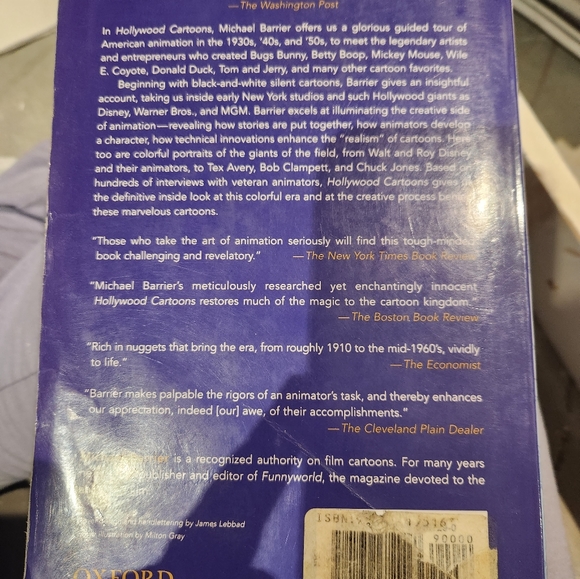 —The Washington Post
In Hollywood Cartoons, Michael Barrier offers us a glorious guided tour of
American animation in the 1930s, '40s, and '50s, to meet the legendary artists
and entrepreneurs who created Bugs Bunny, Betty Boop, Mickey Mouse, Wile
E. Coyote, Donald Duck, Tom and Jerry, and many other cartoon favorites.
Beginning with black-and-white silent cartoons, Barrier gives an insightful
account, taking us inside early New York studios and such Hollywood giants as
Disney, Warner Bros., and MGM. Barrier excels at illuminating the creative side
of animation—revealing how stories are put together, how animators develop
a character, how technical innovations enhance the "realism" of cartoons. Here
too are colorful portraits of the giants of the field, from Walt and Roy Disney
and their animators, to Tex Avery, Bob Clampett, and Chuck Jones. Based on
hundreds of interviews with veteran animators, Hollywood Cartoons gives
the definitive inside look at this colorful era and at the creative process behind
these marvelous cartoons.
"Those who take the art of animation seriously will find this tough-minded
book challenging and revelatory." —The New York Times Book Review
"Michael Barrier's meticulously researched yet enchantingly innocent
Hollywood Cartoons restores much of the magic to the cartoon kingdom."
—The Boston Book Review
"Rich in nuggets that bring the era, from roughly 1910 to the mid-1960's, vividly
to life."
—The Economist
"Barrier makes palpable the rigors of an animator's task, and thereby enhances
our appreciation, indeed [our] awe, of their accomplishments."
—The Cleveland Plain Dealer
is a recognized authority on film cartoons. For many years
publisher and editor of Funnyworld, the magazine devoted to the
and handlettering by James Lebbad
illustration by Milton Gray
OXFORD
ISBN
90000